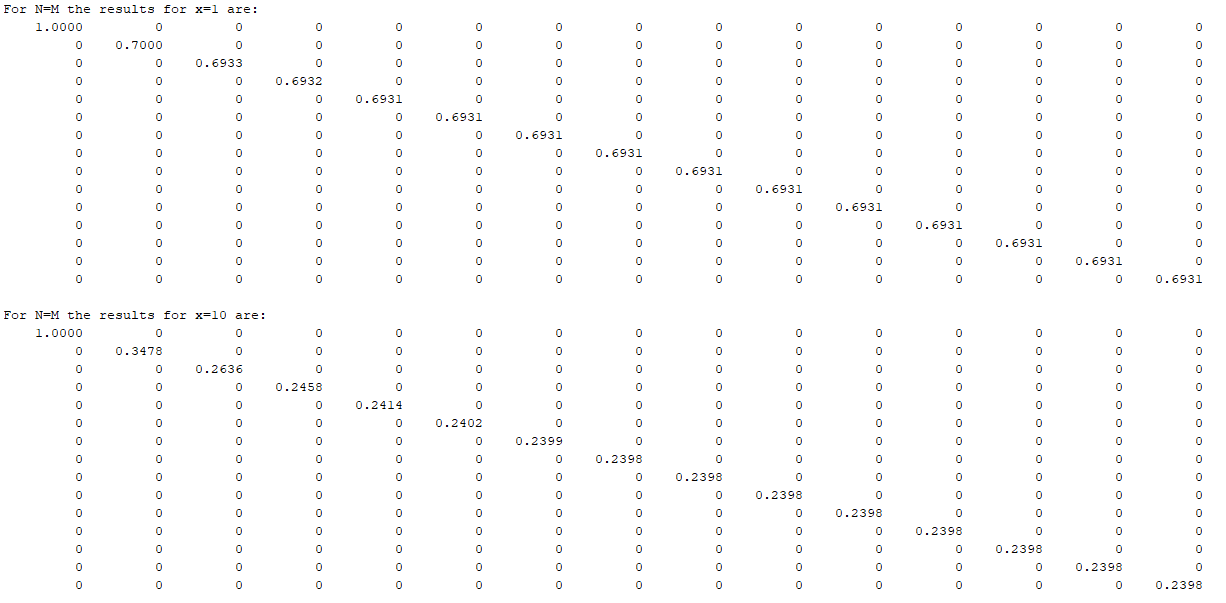 For N=M the results for x=1 are:
1.0000 0 0 0 0 0 0 0 0 0 0 0 0 0 0
0 0.7000 0 0 0 0 0 0 0 0 0 0 0 0 0
0 0 0.6933 0 0 0 0 0 0 0 0 0 0 0 0
0 0 0 0.6932 0 0 0 0 0 0 0 0 0 0 0
0 0 0 0 0.6931 0 0 0 0 0 0 0 0 0 0
0 0 0 0 0 0.6931 0 0 0 0 0 0 0 0 0
0 0 0 0 0 0 0.6931 0 0 0 0 0 0 0 0
0 0 0 0 0 0 0 0.6931 0 0 0 0 0 0 0
0 0 0 0 0 0 0 0 0.6931 0 0 0 0 0 0
0 0 0 0 0 0 0 0 0 0.6931 0 0 0 0 0
0 0 0 0 0 0 0 0 0 0 0.6931 0 0 0 0
0 0 0 0 0 0 0 0 0 0 0 0.6931 0 0 0
0 0 0 0 0 0 0 0 0 0 0 0 0.6931 0 0
0 0 0 0 0 0 0 0 0 0 0 0 0 0.6931 0
0 0 0 0 0 0 0 0 0 0 0 0 0 0 0.6931
For N=M the results for x=10 are:
1.0000 0 0 0 0 0 0 0 0 0 0 0 0 0 0
0 0.3478 0 0 0 0 0 0 0 0 0 0 0 0 0
0 0 0.2636 0 0 0 0 0 0 0 0 0 0 0 0
0 0 0 0.2458 0 0 0 0 0 0 0 0 0 0 0
0 0 0 0 0.2414 0 0 0 0 0 0 0 0 0 0
0 0 0 0 0 0.2402 0 0 0 0 0 0 0 0 0
0 0 0 0 0 0 0.2399 0 0 0 0 0 0 0 0
0 0 0 0 0 0 0 0.2398 0 0 0 0 0 0 0
0 0 0 0 0 0 0 0 0.2398 0 0 0 0 0 0
0 0 0 0 0 0 0 0 0 0.2398 0 0 0 0 0
0 0 0 0 0 0 0 0 0 0 0.2398 0 0 0 0
0 0 0 0 0 0 0 0 0 0 0 0.2398 0 0 0
0 0 0 0 0 0 0 0 0 0 0 0 0.2398 0 0
0 0 0 0 0 0 0 0 0 0 0 0 0 0.2398 0
0 0 0 0 0 0 0 0 0 0 0 0 0 0 0.2398